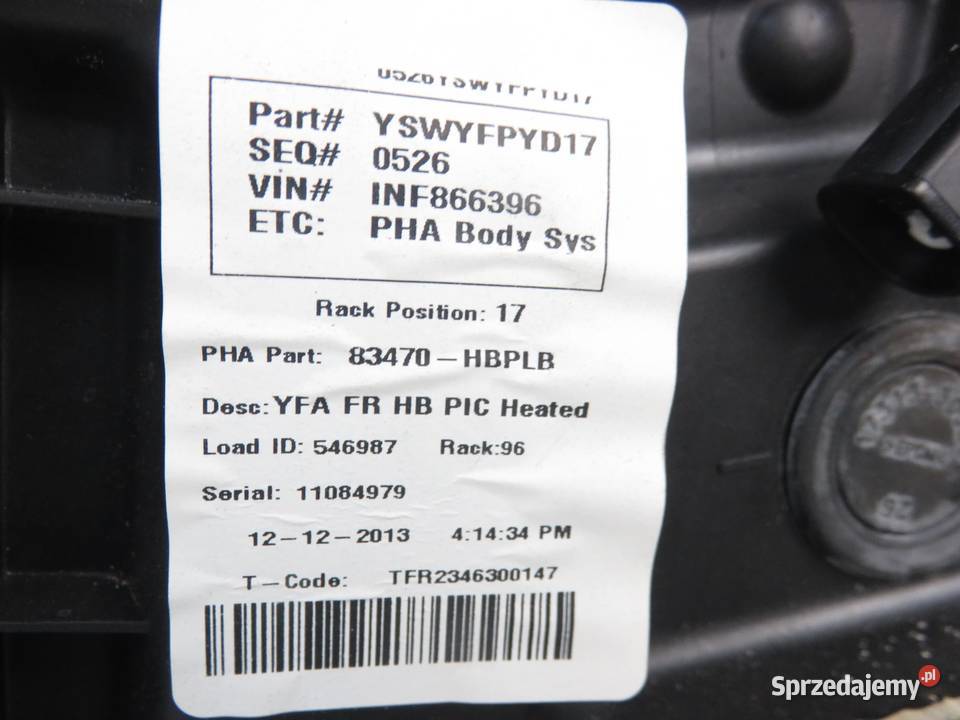 0526YSWYFPYD17
Part# YSWYFPYD17
SEQ# 0526
VIN# INF866396
ETC: PHA Body Sys
Rack Position: 17
PHA Part: 83470-HBPLB
Desc: YFA FR HB PIC Heated
Load ID: 546987 Rack:96
Serial: 11084979
12-12-2013 4:14:34 PM
T-Code: TFR2346300147
Sprzedajemy.pl